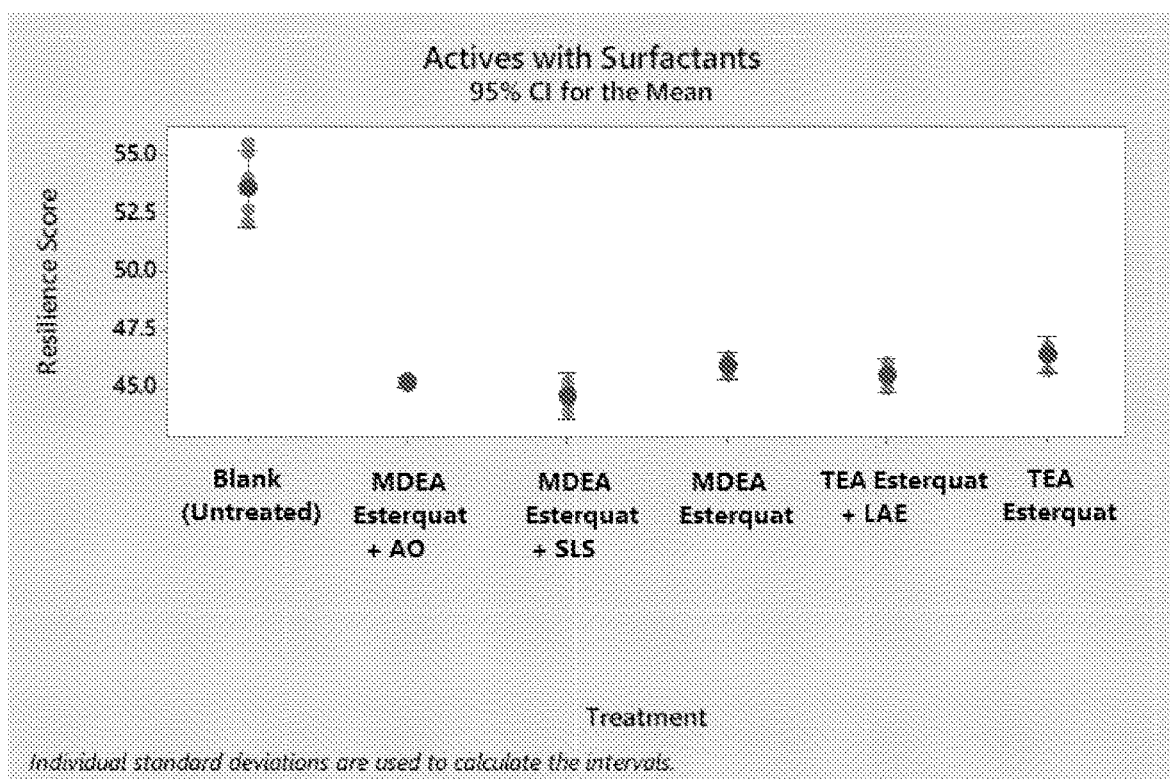 Actives with Surfactants
95% CI for the Mean
Resilience Score
55.0
52.5
50.0
47.5
45.0
Blank
(Untreated)
MDEA
Esterquat
+ AO
MDEA
Esterquat
+ SLS
MDEA
Esterquat
TEA Esterquat
+ LAE
TEA
Esterquat
Treatment
Individual standard deviations are used to calculate the intervals.